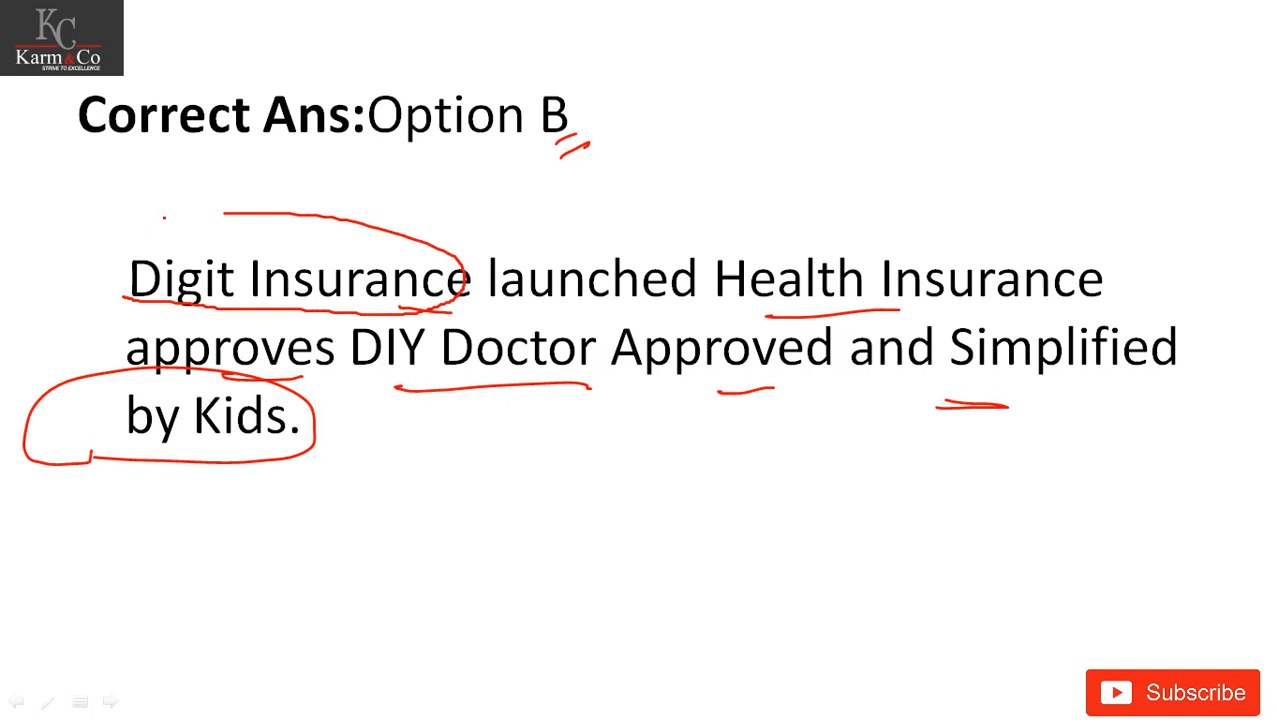 KC
Karm&Co
STRIVE TO EXCELLENCE
Correct Ans:Option B
Digit Insurance launched Health Insurance
approves DIY Doctor Approved and Simplified
by Kids.
Subscribe